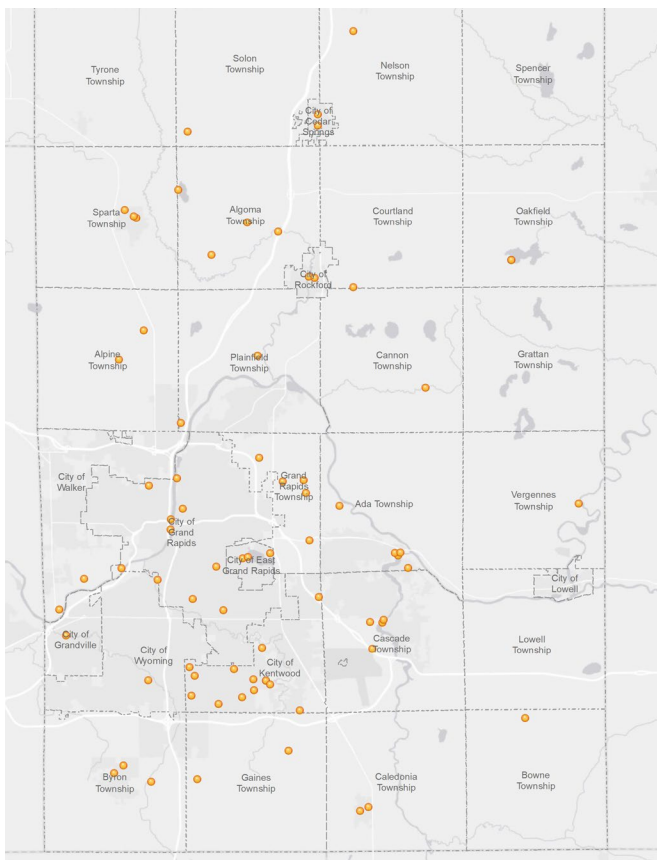 Solon
Township
Nelson
Township
Tyrone
Township
Spencer
Township
City of
Cedar
Springs
Sparta
Township
Algoma
Township
Courtland
Township
Oakfield
Township
City of
Rockford
Alpine
Township
Plainfield
Township
Cannon
Township
Grattan
Township
City of
Walker
Grand
Rapids
Township
Ada Township
Vergennes
Township
City of
Grand
Rapids
City of East
Grand Rapids
City of
Lowell
City of
Grandville
City of
Wyoming
City of
Kentwood
Cascade
Township
Lowell
Township
Byron
Township
Gaines
Township
Caledonia
Township
Bowne
Township